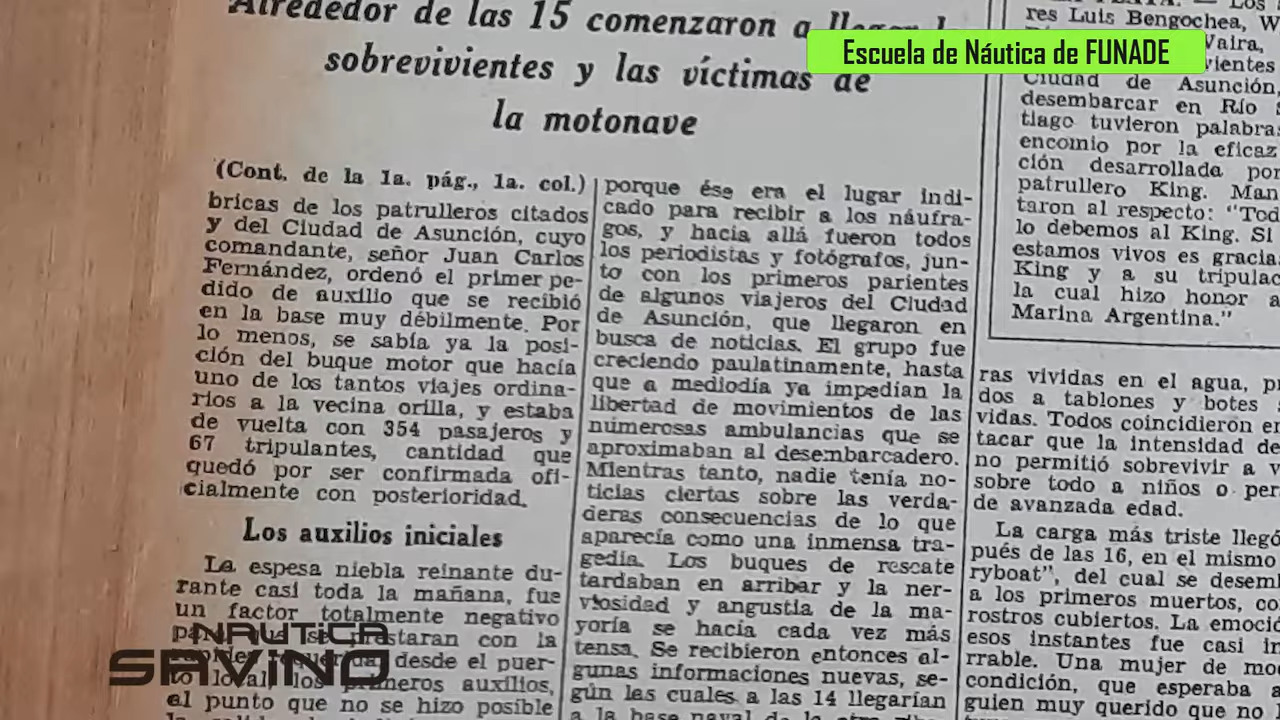 Alrededor de las 15 comenzaron a llegar l
sobrevivientes y las víctimas de
la motonave
Escuela de Náutica de FUNADE
(Cont. de la 1a. pág., 1a. col.)
bricas de los patrulleros citados
y del Ciudad de Asunción, cuyo
comandante, señor Juan Carlos
Fernández, ordenó el primer pe-
dido de auxilio que se recibió
en la base muy débilmente. Por
lo menos, se sabía ya la posi-
ción del buque motor que hacía
uno de los tantos viajes ordina-
rios a la vecina orilla, y estaba
de vuelta con 354 pasajeros y
67 tripulantes, cantidad que
quedó por ser confirmada ofi-
cialmente con posterioridad.
Los auxilios iniciales
La espesa niebla reinante du-
rante casi toda la mañana, fue
un factor totalmente negativo
para que se prestaran con la
desde el puer-
los primeros auxilios,
al punto que no se hizo posible
porque ése era el lugar indi-
cado para recibir a los náufra-
gos, y hacia allá fueron todos
los periodistas y fotógrafos, jun-
to con los primeros parientes
de algunos viajeros del Ciudad
de Asunción, que llegaron en
busca de noticias. El grupo fue
creciendo paulatinamente, hasta
que a mediodía ya impedían la
libertad de movimientos de las
númerosas ambulancias que se
aproximaban al desembarcadero.
Mientras tanto, nadie tenía no-
ticias ciertas sobre las verda-
deras consecuencias de lo que
aparecía como una inmensa tra-
gedia. Los buques de rescate
tardaban en arribar y la ner-
viosidad y angustia de la ma-
yoría se hacía cada vez más
tensa. Se recibieron entonces al-
gunas informaciones nuevas, se-
gún las cuales a las 14 llegarían
a la base naval de la otra
res Luis Bengochea, W
Vaira,
vientes
Ciudad de Asunción,
desembarcar en Río S
tiago tuvieron palabras
encomio por la eficaz
ción desarrollada por
patrullero King. Man
taron al respecto: "Tod
lo debemos al King. Si
estamos vivos es gracia
King y a su tripulac
la cual hizo honor a
Marina Argentina."
ras vividas en el agua, pr
dos a tablones y botes s
vidas. Todos coincidieron en
tacar que la intensidad de
no permitió sobrevivir a v
sobre todo a niños o per
de avanzada edad.
La carga más triste llegó
pués de las 16, en el mismo
ryboat", del cual se desem
a los primeros muertos, co
rostros cubiertos. La emoció
esos instantes fue casi in
rrable. Una mujer de mo
condición, que esperaba a
guien muy querido que no
NAUTICA
SAVINO